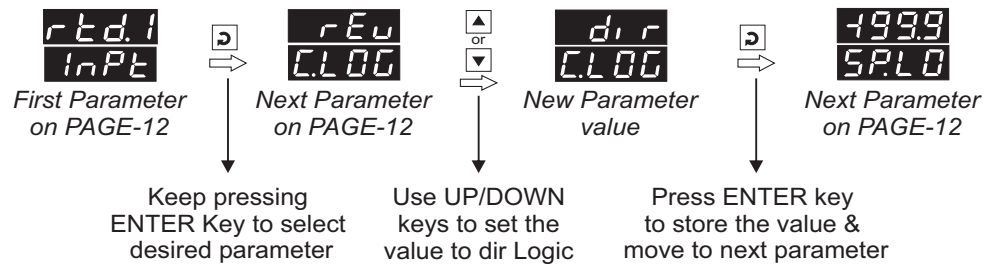 rtd.1
InPt
First Parameter
on PAGE-12
rEv
C.LOG
Next Parameter
on PAGE-12
or
dir
C.LOG
New Parameter
value
-199.9
SP.LO
Next Parameter
on PAGE-12
Keep pressing
ENTER Key to select
desired parameter
Use UP/DOWN
keys to set the
value to dir Logic
Press ENTER key
to store the value &
move to next parameter